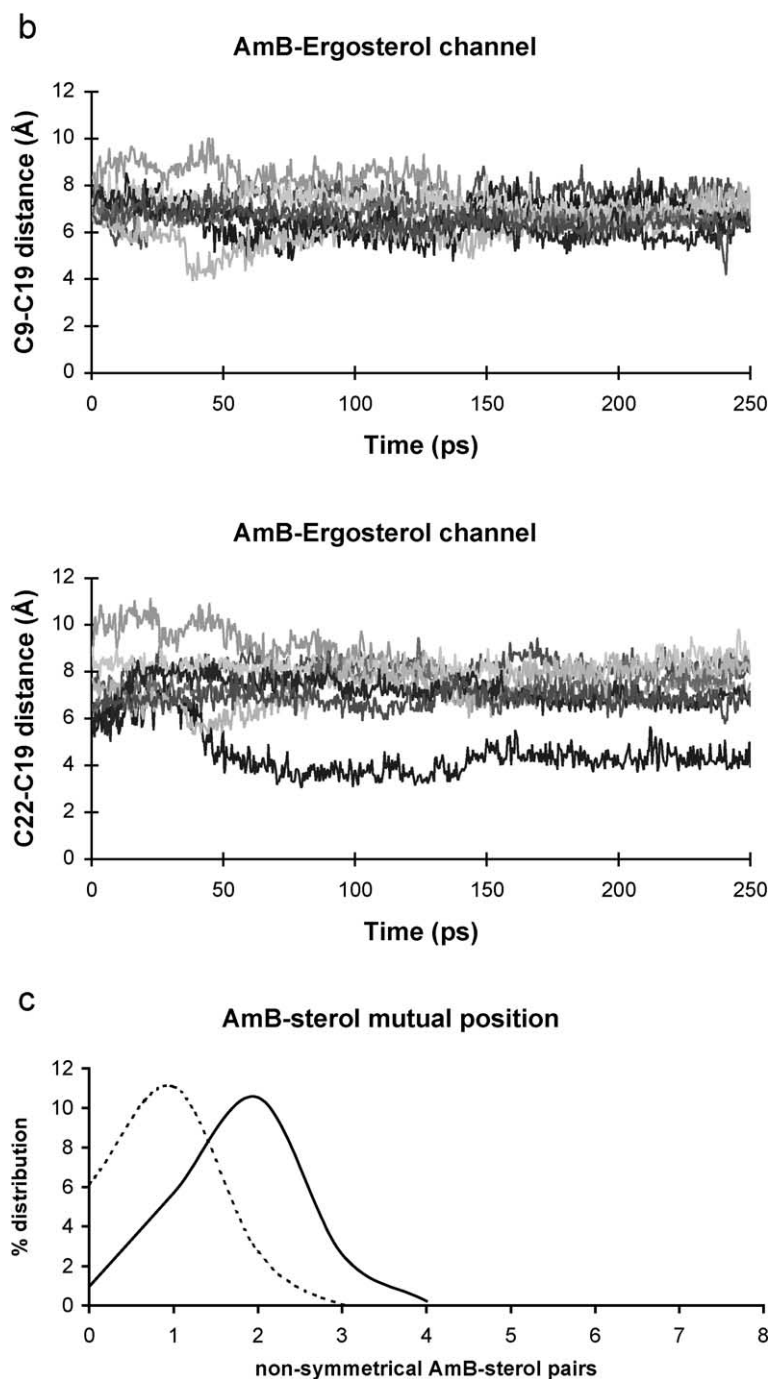 b
AmB-Ergosterol channel
C9-C19 distance (Å)
12
10
8
6
4
2
0
0 50 100 150 200 250
Time (ps)
AmB-Ergosterol channel
C22-C19 distance (Å)
12
10
8
6
4
2
0
0 50 100 150 200 250
Time (ps)
c
AmB-sterol mutual position
% distribution
12
10
8
6
4
2
0
0 1 2 3 4 5 6 7 8
non-symmetrical AmB-sterol pairs